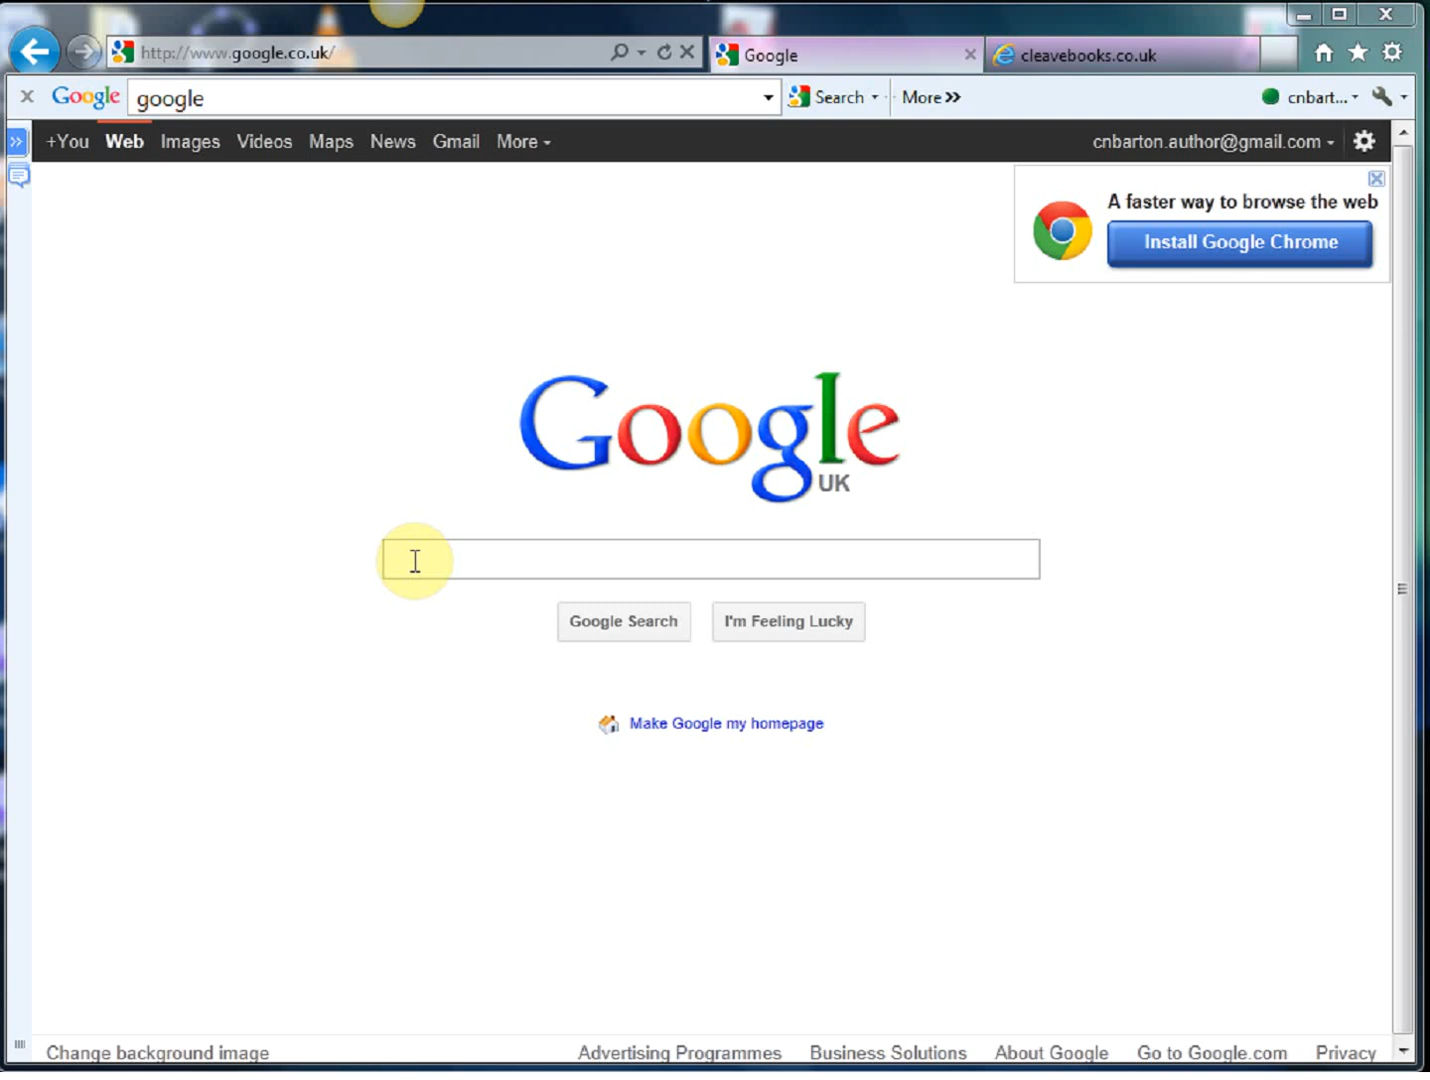 http://www.google.co.uk/ Google cleavebooks.co.uk
Google google Search More >> cnbart...
+You Web Images Videos Maps News Gmail More cnbarton.author@gmail.com
A faster way to browse the web
Install Google Chrome
Google
UK
Google Search I'm Feeling Lucky
Make Google my homepage
Change background image Advertising Programmes Business Solutions About Google Go to Google.com Privacy